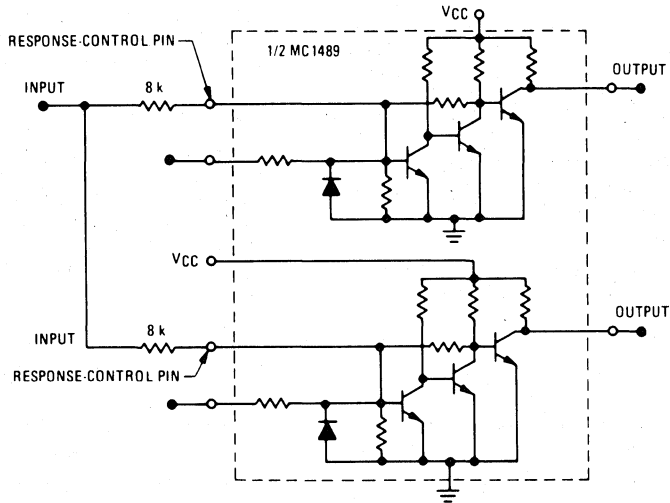 VCC
RESPONSE-CONTROL PIN
1/2 MC1489
INPUT
8 k
OUTPUT
VCC
8 k
OUTPUT
INPUT
RESPONSE-CONTROL PIN